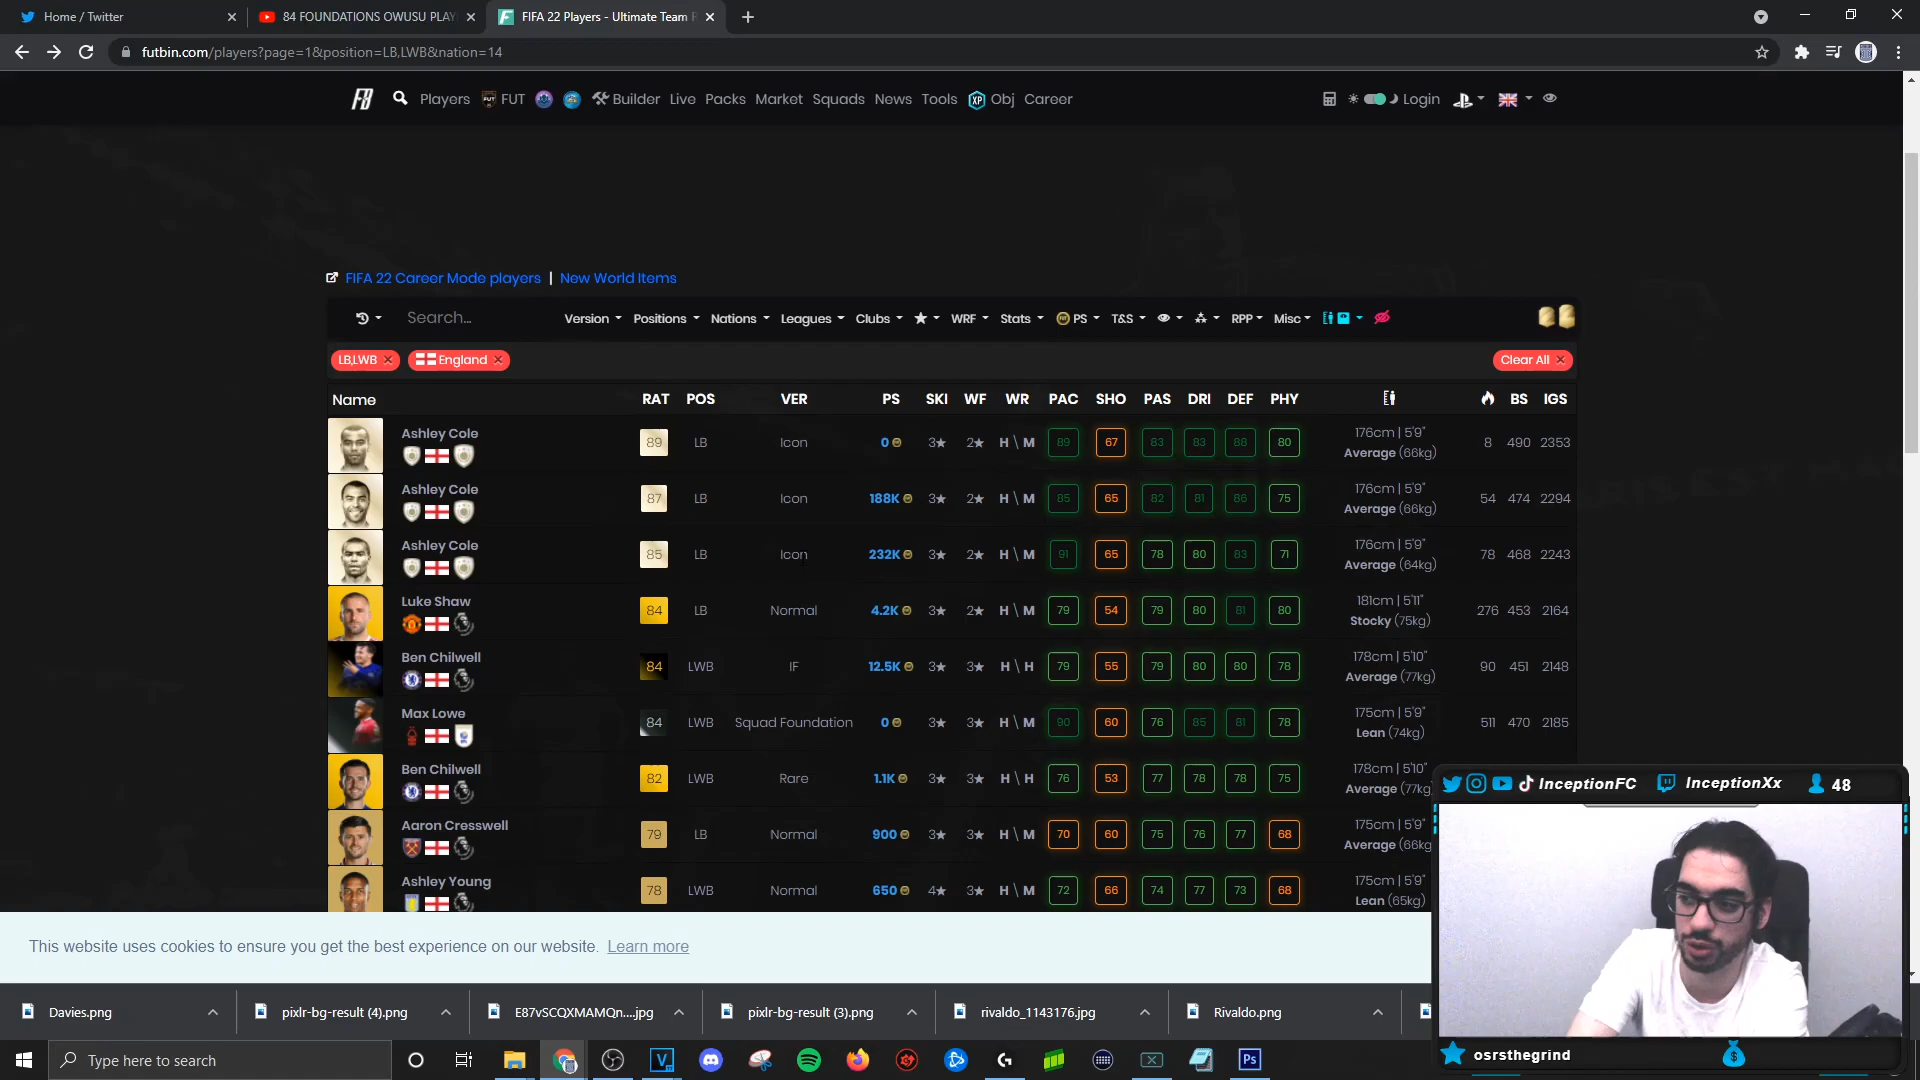 Home / Twitter
84 FOUNDATIONS OWUSU PLAY
FIFA 22 Players - Ultimate Team
futbin.com/players?page=1&position=LB,LWB&nation=14
Players FUT Builder Live Packs Market Squads News Tools XP Obj Career Login
FIFA 22 Career Mode players | New World Items
Search... Version Positions Nations Leagues Clubs WRF Stats PS T&S RPP Misc
LB,LWB England Clear All
Name RAT POS VER PS SKI WF WR PAC SHO PAS DRI DEF PHY BS IGS
Ashley Cole 89 LB Icon 0 3★ 2★ H \ M 89 67 83 83 88 80 176cm | 5'9" Average (66kg) 8 490 2353
Ashley Cole 87 LB Icon 188K 3★ 2★ H \ M 85 65 82 81 86 75 176cm | 5'9" Average (66kg) 54 474 2294
Ashley Cole 85 LB Icon 232K 3★ 2★ H \ M 91 65 78 80 83 71 176cm | 5'9" Average (64kg) 78 468 2243
Luke Shaw 84 LB Normal 4.2K 3★ 2★ H \ M 79 54 79 80 81 80 181cm | 5'11" Stocky (75kg) 276 453 2164
Ben Chilwell 84 LWB IF 12.5K 3★ 3★ H \ H 79 55 79 80 80 78 178cm | 5'10" Average (77kg) 90 451 2148
Max Lowe 84 LWB Squad Foundation 0 3★ 3★ H \ M 90 60 76 85 81 78 175cm | 5'9" Lean (74kg) 511 470 2185
Ben Chilwell 82 LWB Rare 1.1K 3★ 3★ H \ H 76 53 77 78 78 75 178cm | 5'10" Average (77kg
Aaron Cresswell 79 LB Normal 900 3★ 3★ H \ M 70 60 75 76 77 68 175cm | 5'9" Average (66kg
Ashley Young 78 LWB Normal 650 4★ 3★ H \ M 72 66 74 77 73 68 175cm | 5'9" Lean (65kg)
InceptionFC InceptionXx 48
This website uses cookies to ensure you get the best experience on our website. Learn more
Davies.png pixlr-bg-result (4).png E87vSCQXMAMQn....jpg pixlr-bg-result (3).png rivaldo_1143176.jpg Rivaldo.png
osrsthegrind
Type here to search
Ps